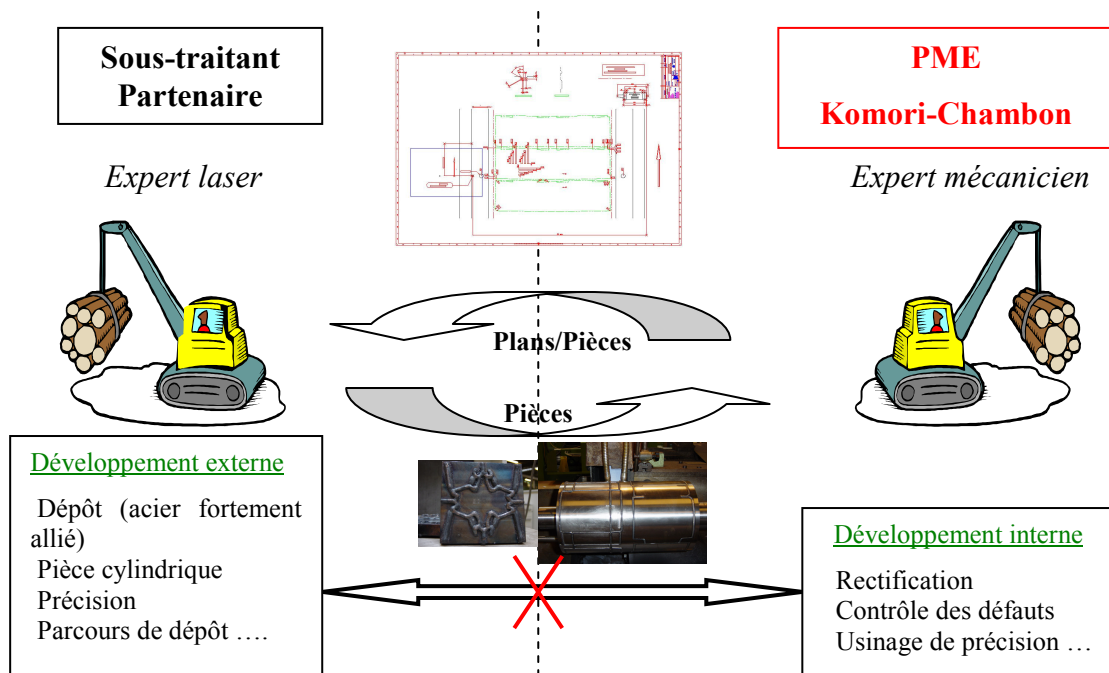 Sous-traitant
Partenaire
PME
Komori-Chambon
Expert laser
Expert mécanicien
Plans/Pièces
Pièces
Développement externe
Dépôt (acier fortement
allié)
Pièce cylindrique
Précision
Parcours de dépôt ….
Développement interne
Rectification
Contrôle des défauts
Usinage de précision …